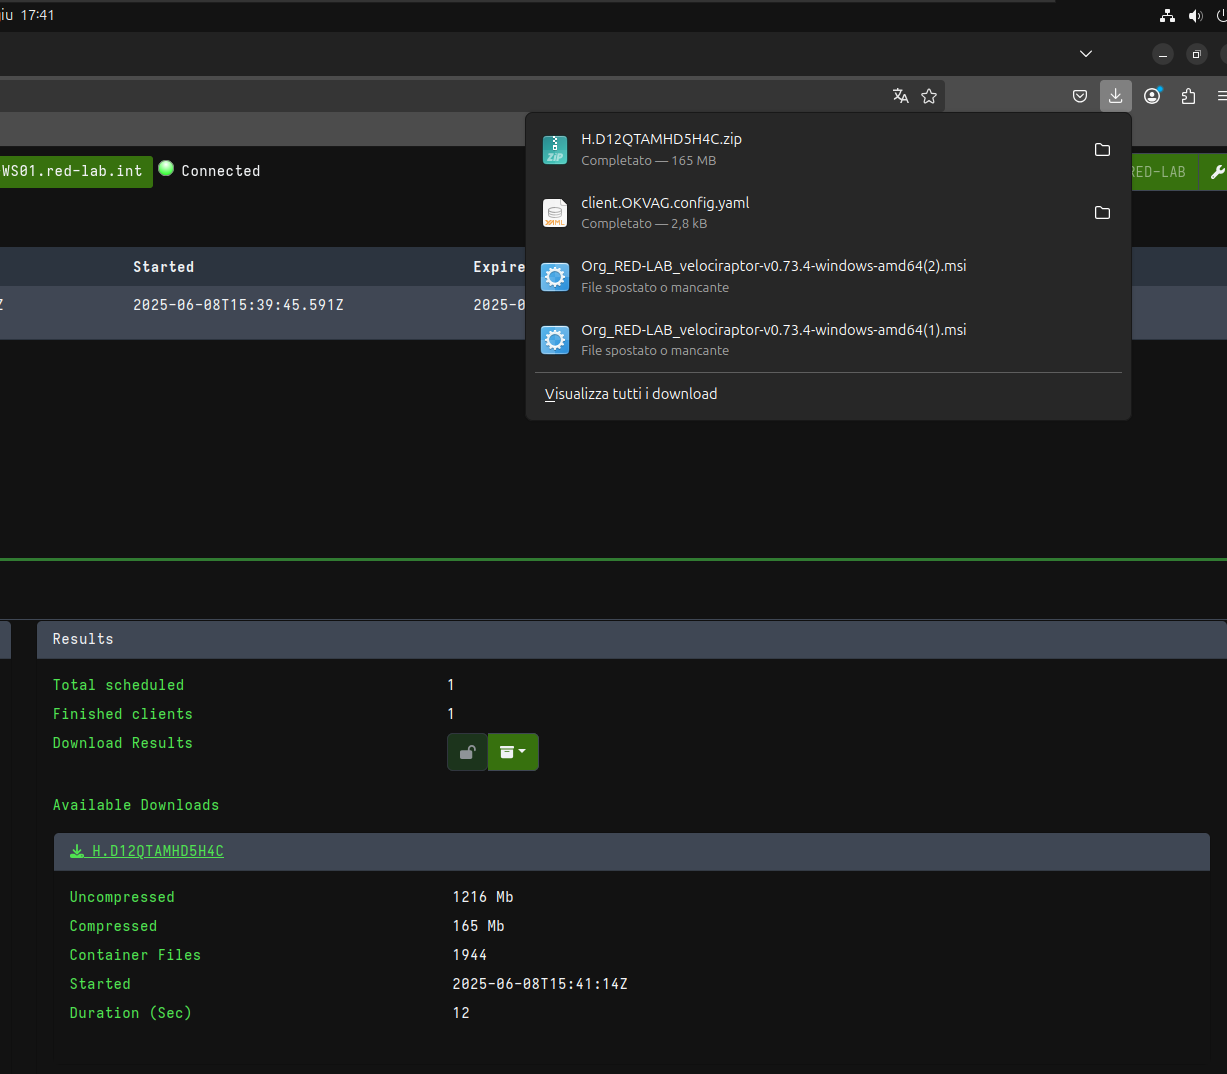 giu 17:41
H.D12QTAMHD5H4C.zip
Completato — 165 MB
WS01.red-lab.int
Connected
RED-LAB
client.OKVAG.config.yaml
Completato — 2,8 kB
Started
Expire
Org_RED-LAB_velociraptor-v0.73.4-windows-amd64(2).msi
File spostato o mancante
Z
2025-06-08T15:39:45.591Z
2025-0
Org_RED-LAB_velociraptor-v0.73.4-windows-amd64(1).msi
File spostato o mancante
Visualizza tutti i download
Results
Total scheduled 1
Finished clients 1
Download Results
Available Downloads
H.D12QTAMHD5H4C
Uncompressed 1216 Mb
Compressed 165 Mb
Container Files 1944
Started 2025-06-08T15:41:14Z
Duration (Sec) 12